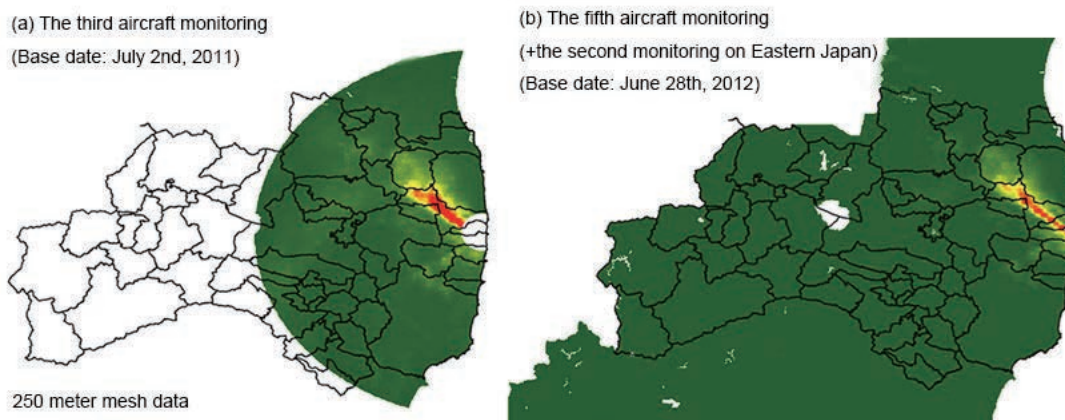 (a) The third aircraft monitoring
(Base date: July 2nd, 2011)
250 meter mesh data
(b) The fifth aircraft monitoring
(+the second monitoring on Eastern Japan)
(Base date: June 28th, 2012)